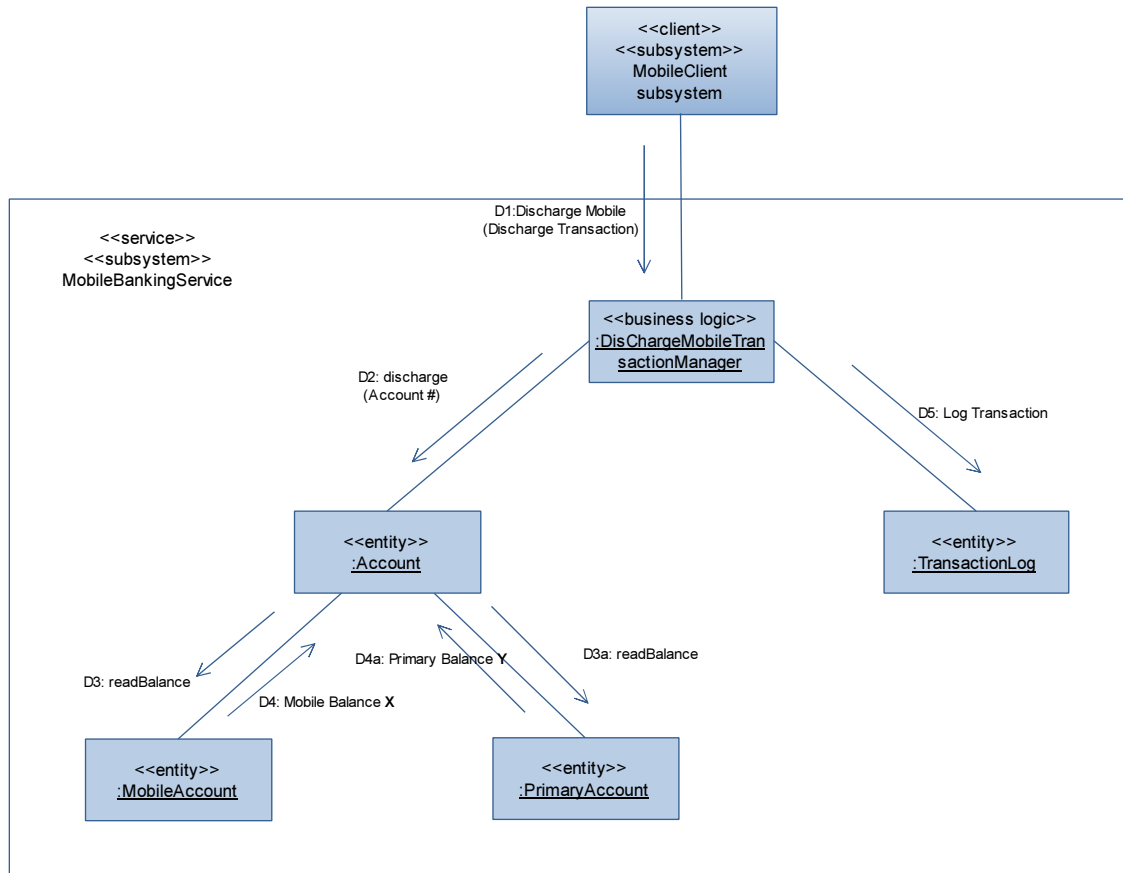 <<client>>
<<subsystem>>
MobileClient
subsystem
D1:Discharge Mobile
(Discharge Transaction)
<<service>>
<<subsystem>>
MobileBankingService
<<business logic>>
:DisChargeMobileTran
sactionManager
D2: discharge
(Account #)
D5: Log Transaction
<<entity>>
:Account
<<entity>>
:TransactionLog
D3: readBalance
D4: Mobile Balance X
D4a: Primary Balance Y
D3a: readBalance
<<entity>>
:MobileAccount
<<entity>>
:PrimaryAccount